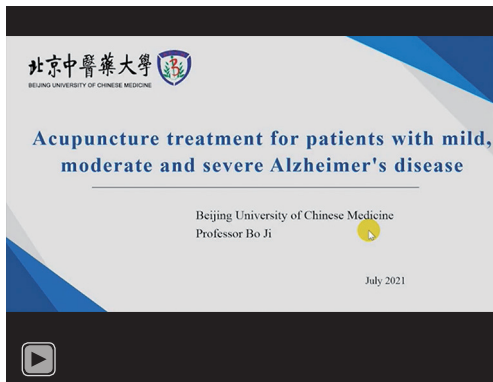 北京中醫藥大學
BEIJING UNIVERSITY OF CHINESE MEDICINE
Acupuncture treatment for patients with mild,
moderate and severe Alzheimer's disease
Beijing University of Chinese Medicine
Professor Bo Ji
July 2021